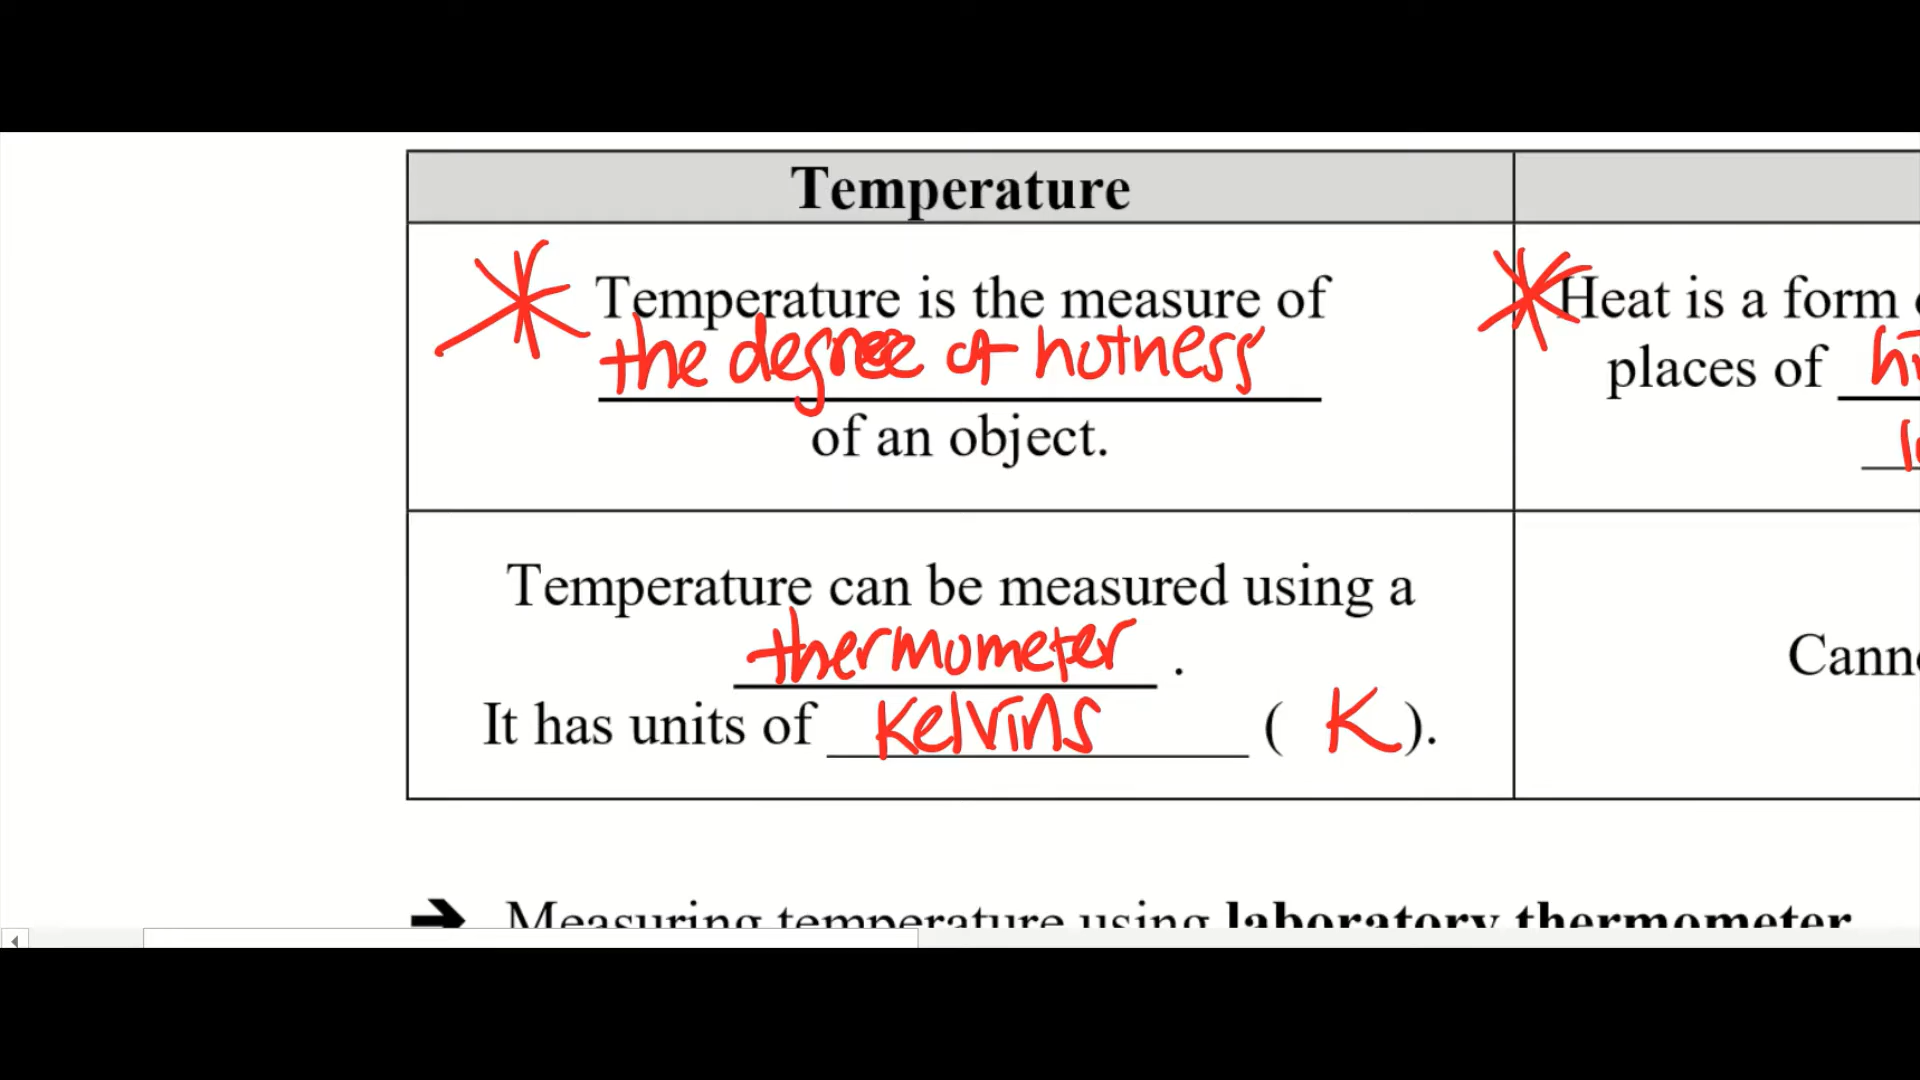 Temperature
Temperature is the measure of
the degree of hotness
of an object.
Temperature can be measured using a
thermometer .
It has units of Kelvins ( K ).
Heat is a form
places of
Measuring temperature using laboratory thermometer